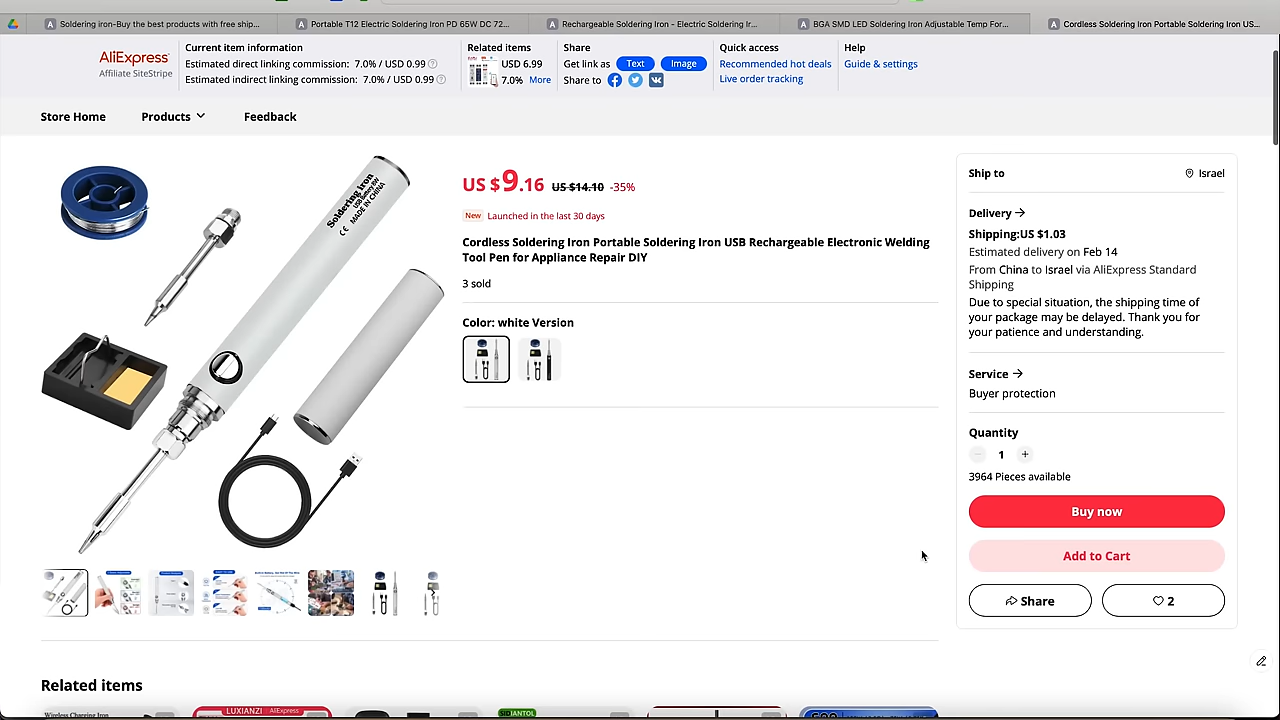 Soldering iron-Buy the best products with free ship...
Portable T12 Electric Soldering Iron PD 65W DC 72...
Rechargeable Soldering Iron - Electric Soldering Ir...
BGA SMD LED Soldering Iron Adjustable Temp For...
Cordless Soldering Iron Portable Soldering Iron US...
AliExpress
Affiliate SiteStripe
Current item information
Estimated direct linking commission: 7.0% / USD 0.99
Estimated indirect linking commission: 7.0% / USD 0.99
Related items
USD 6.99
7.0% More
Share
Get link as Text Image
Share to
Quick access
Recommended hot deals
Live order tracking
Help
Guide & settings
Store Home
Products
Feedback
Soldering Iron
MADE IN CHINA
CE
US $9.16 US $14.10 -35%
New Launched in the last 30 days
Cordless Soldering Iron Portable Soldering Iron USB Rechargeable Electronic Welding
Tool Pen for Appliance Repair DIY
3 sold
Color: white Version
Ship to
Israel
Delivery
Shipping:US $1.03
Estimated delivery on Feb 14
From China to Israel via AliExpress Standard
Shipping
Due to special situation, the shipping time of
your package may be delayed. Thank you for
your patience and understanding.
Service
Buyer protection
Quantity
1 +
3964 Pieces available
Buy now
Add to Cart
Share
2
Related items
Wireless Charging Iron
LUXIANZI AliExpress